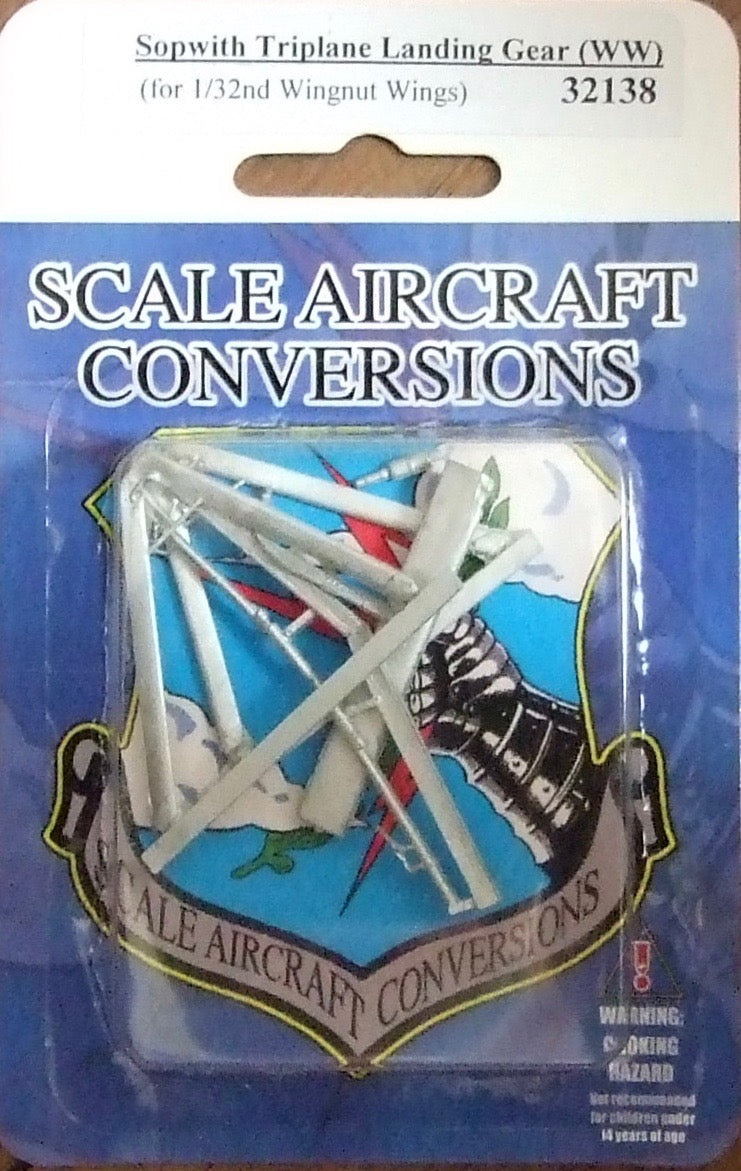 Sopwith Triplane Landing Gear (WW)
(for 1/32nd Wingnut Wings) 32138
SCALE AIRCRAFT
CONVERSIONS
SCALE AIRCRAFT CONVERSIONS
WARNING:
CHOKING
HAZARD
Not recommended
for children under
14 years of age